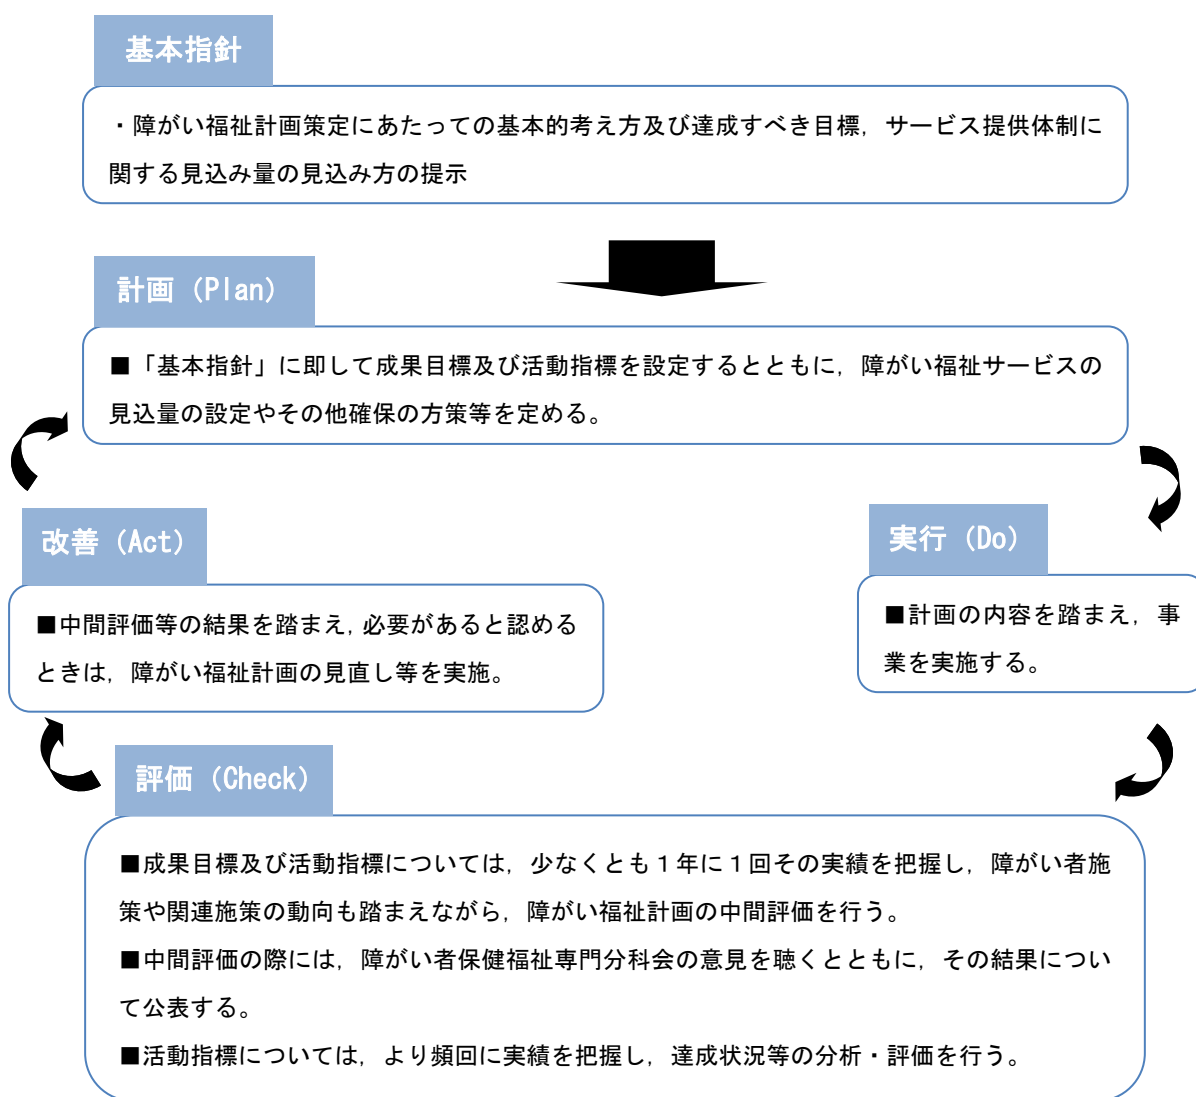 基本指針
・障がい福祉計画策定にあたっての基本的考え方及び達成すべき目標，サービス提供体制に
関する見込み量の見込み方の提示
計画（Plan）
■「基本指針」に即して成果目標及び活動指標を設定するとともに，障がい福祉サービスの
見込量の設定やその他確保の方策等を定める。
改善（Act）
■中間評価等の結果を踏まえ，必要があると認める
ときは，障がい福祉計画の見直し等を実施。
実行（Do）
■計画の内容を踏まえ，事
業を実施する。
評価（Check）
■成果目標及び活動指標については，少なくとも１年に１回その実績を把握し，障がい者施
策や関連施策の動向も踏まえながら，障がい福祉計画の中間評価を行う。
■中間評価の際には，障がい者保健福祉専門分科会の意見を聴くとともに，その結果につい
て公表する。
■活動指標については，より頻回に実績を把握し，達成状況等の分析・評価を行う。